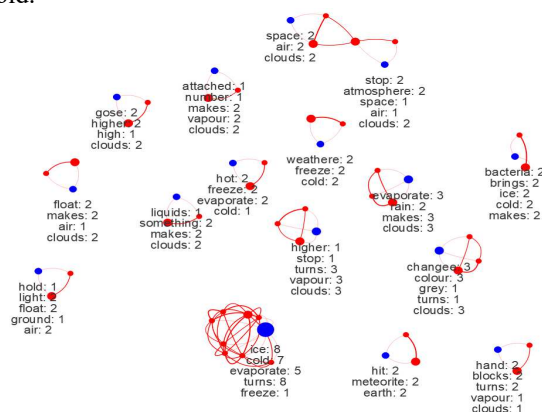 old.
space: 2
air: 2
clouds: 2
stop: 2
atmosphere: 2
space: 1
air: 1
clouds: 2
attached: 1
number: 1
makes: 2
vapour: 2
clouds: 2
gose: 2
higher: 2
high: 1
clouds: 2
weathere: 2
freeze: 2
cold: 2
bacteria: 2
brings: 2
ice: 2
cold: 2
makes: 2
hot: 2
freeze: 2
evaporate: 2
cold: 1
evaporate: 3
rain: 2
makes: 3
clouds: 3
float: 2
makes: 2
air: 1
clouds: 2
liquids: 1
something: 2
makes: 2
clouds: 2
higher: 1
stop: 1
turns: 3
vapour: 3
clouds: 3
changee: 3
colour: 3
grey: 1
turns: 1
clouds: 3
hold: 1
light: 2
float: 2
ground: 1
air: 2
ice: 8
cold: 7
evaporate: 5
turns: 8
freeze: 1
hit: 2
meteorite: 2
earth: 2
hand: 2
blocks: 2
turns: 2
vapour: 1
clouds: 1